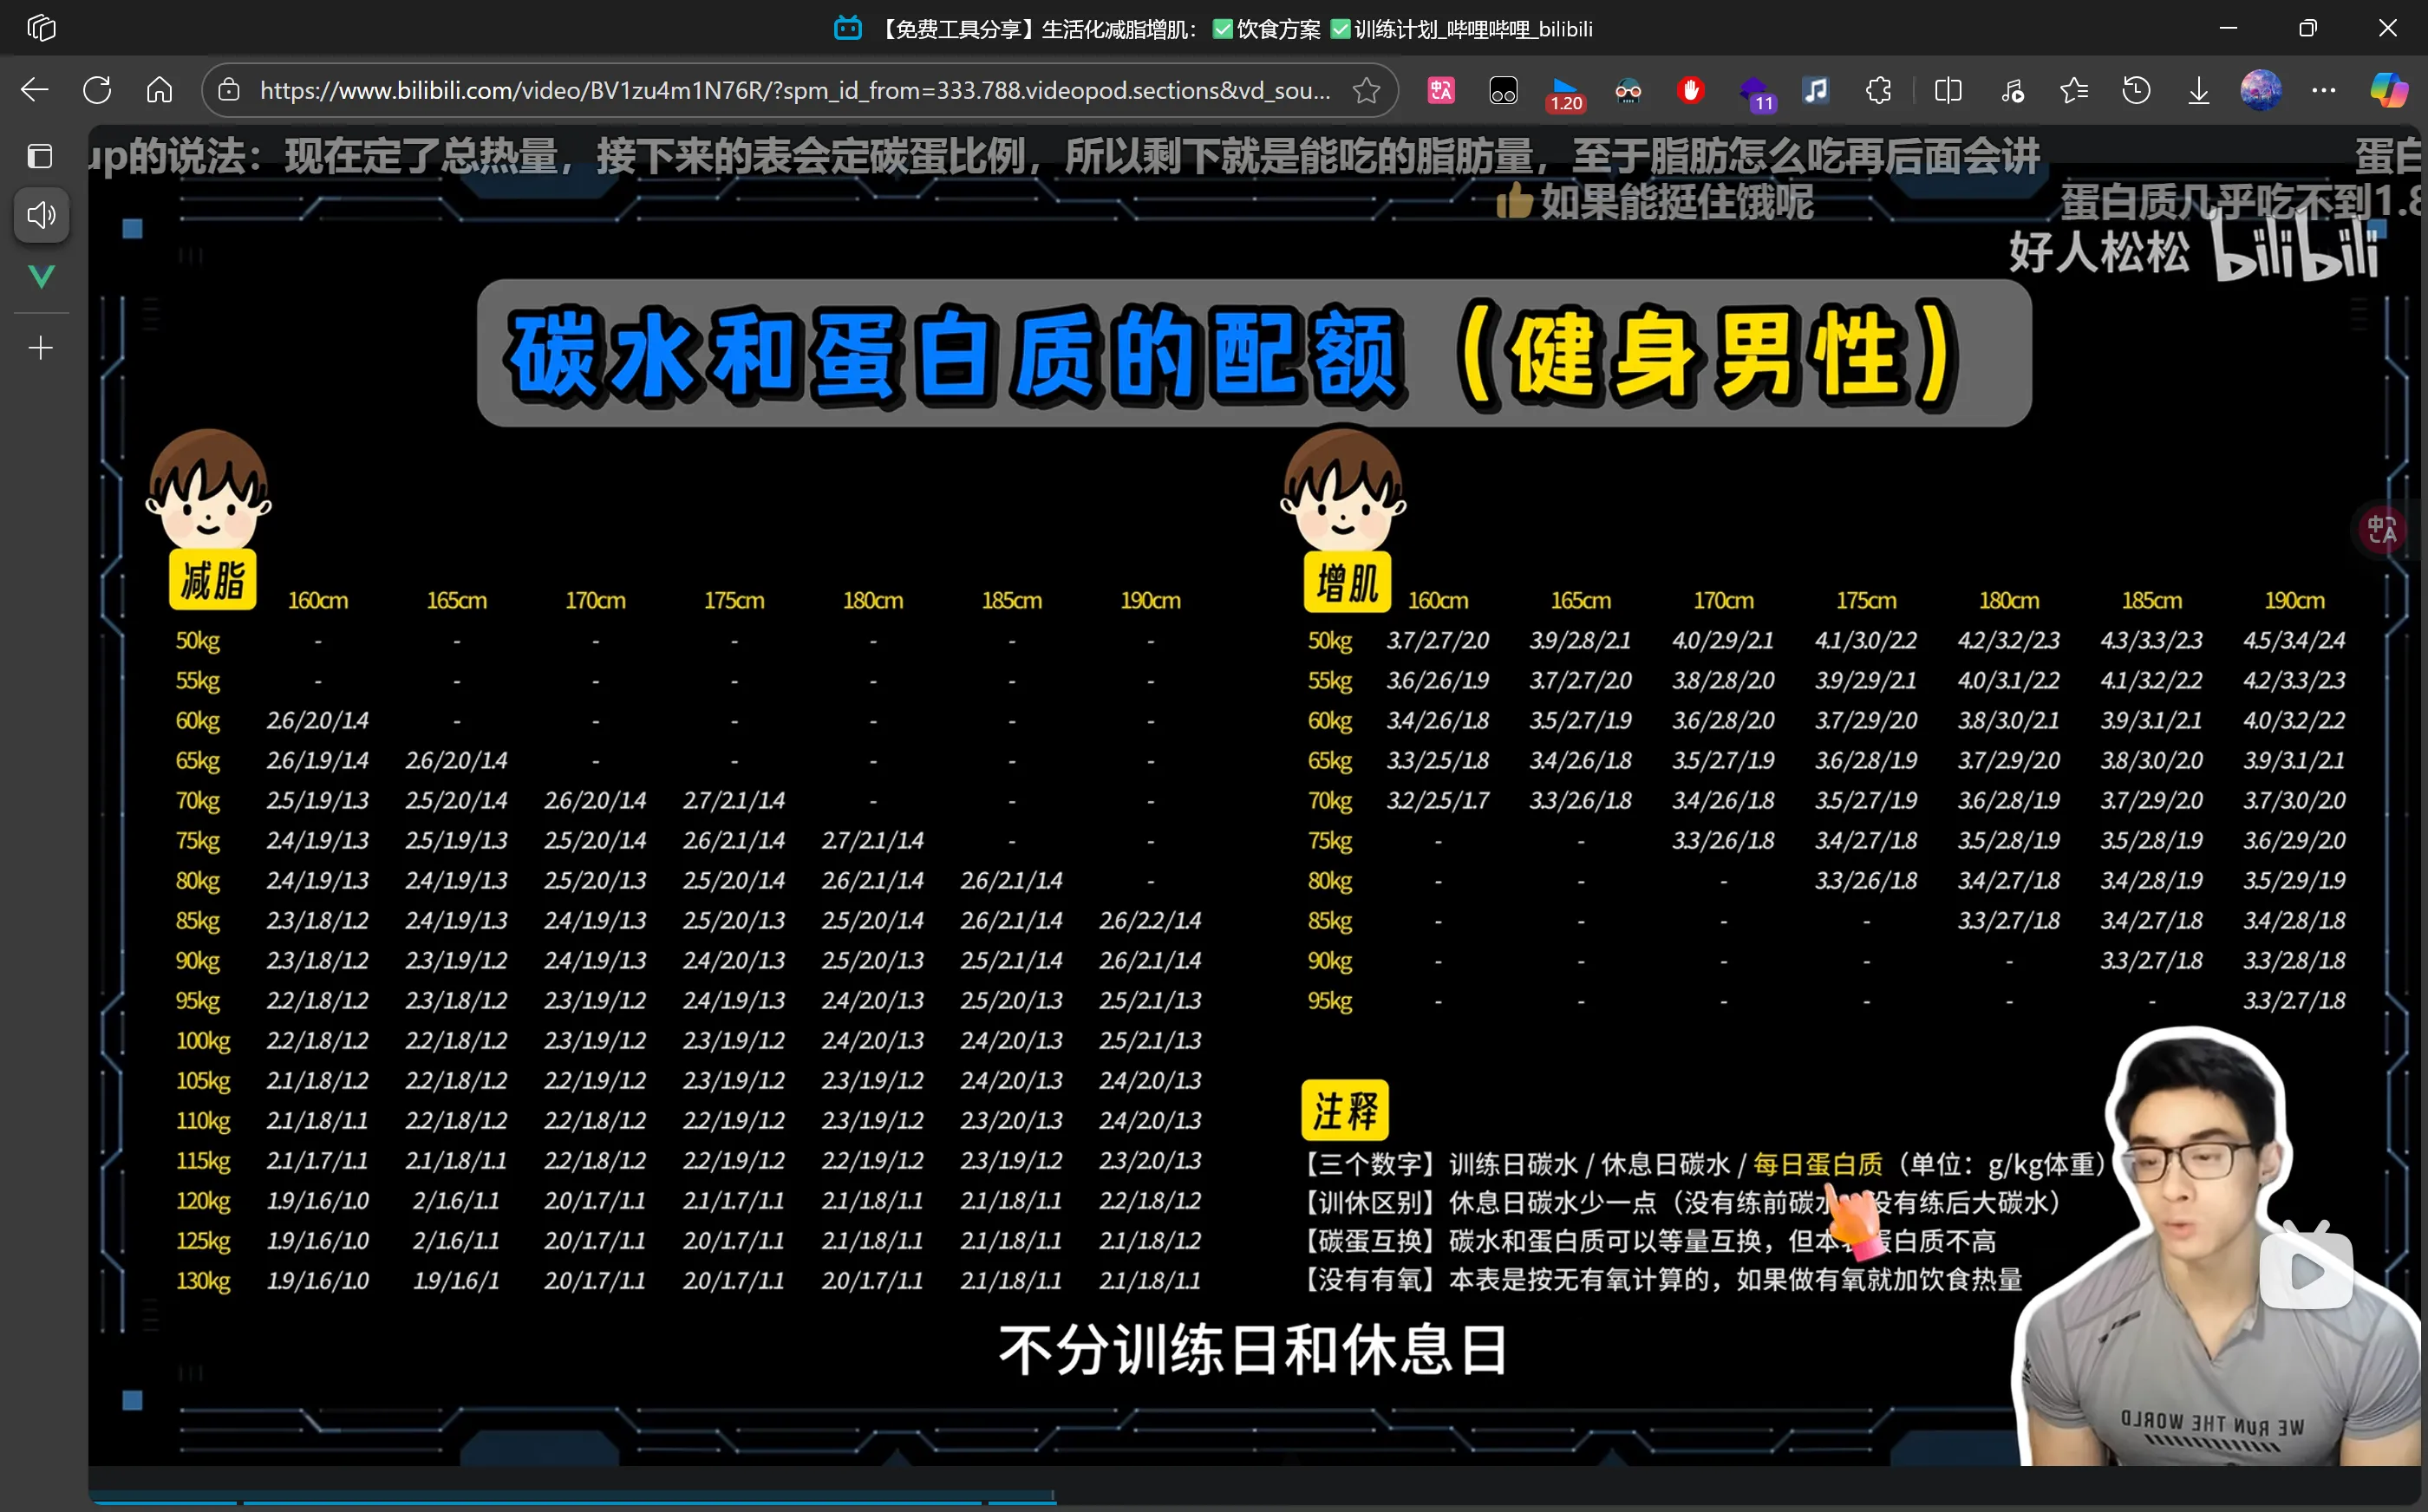 【免费工具分享】生活化减脂增肌：✅饮食方案 ✅训练计划_哔哩哔哩_bilibili
https://www.bilibili.com/video/BV1zu4m1N76R/?spm_id_from=333.788.videopod.sections&vd_sou...
1.20
11
up的说法：现在定了总热量，接下来的表会定碳蛋比例，所以剩下就是能吃的脂肪量，至于脂肪怎么吃再后面会讲
蛋白
👍如果能挺住饿呢
蛋白质几乎吃不到1.8
好人松松 bilibili
碳水和蛋白质的配额（健身男性）
减脂 160cm 165cm 170cm 175cm 180cm 185cm 190cm
50kg - - - - - - -
55kg - - - - - - -
60kg 2.6/2.0/1.4 - - - - - -
65kg 2.6/1.9/1.4 2.6/2.0/1.4 - - - - -
70kg 2.5/1.9/1.3 2.5/2.0/1.4 2.6/2.0/1.4 2.7/2.1/1.4 - - -
75kg 2.4/1.9/1.3 2.5/1.9/1.3 2.5/2.0/1.4 2.6/2.1/1.4 2.7/2.1/1.4 - -
80kg 2.4/1.9/1.3 2.4/1.9/1.3 2.5/2.0/1.3 2.5/2.0/1.4 2.6/2.1/1.4 2.6/2.1/1.4 -
85kg 2.3/1.8/1.2 2.4/1.9/1.3 2.4/1.9/1.3 2.5/2.0/1.3 2.5/2.0/1.4 2.6/2.1/1.4 2.6/2.2/1.4
90kg 2.3/1.8/1.2 2.3/1.9/1.2 2.4/1.9/1.3 2.4/2.0/1.3 2.5/2.0/1.3 2.5/2.1/1.4 2.6/2.1/1.4
95kg 2.2/1.8/1.2 2.3/1.8/1.2 2.3/1.9/1.2 2.4/1.9/1.3 2.4/2.0/1.3 2.5/2.0/1.3 2.5/2.1/1.3
100kg 2.2/1.8/1.2 2.2/1.8/1.2 2.3/1.9/1.2 2.3/1.9/1.2 2.4/2.0/1.3 2.4/2.0/1.3 2.5/2.1/1.3
105kg 2.1/1.8/1.2 2.2/1.8/1.2 2.2/1.9/1.2 2.3/1.9/1.2 2.3/1.9/1.2 2.4/2.0/1.3 2.4/2.0/1.3
110kg 2.1/1.8/1.1 2.2/1.8/1.2 2.2/1.8/1.2 2.2/1.9/1.2 2.3/1.9/1.2 2.3/2.0/1.3 2.4/2.0/1.3
115kg 2.1/1.7/1.1 2.1/1.8/1.1 2.2/1.8/1.2 2.2/1.9/1.2 2.2/1.9/1.2 2.3/1.9/1.2 2.3/2.0/1.3
120kg 1.9/1.6/1.0 2/1.6/1.1 2.0/1.7/1.1 2.1/1.7/1.1 2.1/1.8/1.1 2.1/1.8/1.1 2.2/1.8/1.2
125kg 1.9/1.6/1.0 2/1.6/1.1 2.0/1.7/1.1 2.0/1.7/1.1 2.1/1.8/1.1 2.1/1.8/1.1 2.1/1.8/1.2
130kg 1.9/1.6/1.0 1.9/1.6/1 2.0/1.7/1.1 2.0/1.7/1.1 2.0/1.7/1.1 2.1/1.8/1.1 2.1/1.8/1.1
增肌 160cm 165cm 170cm 175cm 180cm 185cm 190cm
50kg 3.7/2.7/2.0 3.9/2.8/2.1 4.0/2.9/2.1 4.1/3.0/2.2 4.2/3.2/2.3 4.3/3.3/2.3 4.5/3.4/2.4
55kg 3.6/2.6/1.9 3.7/2.7/2.0 3.8/2.8/2.0 3.9/2.9/2.1 4.0/3.1/2.2 4.1/3.2/2.2 4.2/3.3/2.3
60kg 3.4/2.6/1.8 3.5/2.7/1.9 3.6/2.8/2.0 3.7/2.9/2.0 3.8/3.0/2.1 3.9/3.1/2.1 4.0/3.2/2.2
65kg 3.3/2.5/1.8 3.4/2.6/1.8 3.5/2.7/1.9 3.6/2.8/1.9 3.7/2.9/2.0 3.8/3.0/2.0 3.9/3.1/2.1
70kg 3.2/2.5/1.7 3.3/2.6/1.8 3.4/2.6/1.8 3.5/2.7/1.9 3.6/2.8/1.9 3.7/2.9/2.0 3.7/3.0/2.0
75kg - - 3.3/2.6/1.8 3.4/2.7/1.8 3.5/2.8/1.9 3.5/2.8/1.9 3.6/2.9/2.0
80kg - - - 3.3/2.6/1.8 3.4/2.7/1.8 3.4/2.8/1.9 3.5/2.9/1.9
85kg - - - - 3.3/2.7/1.8 3.4/2.7/1.8 3.4/2.8/1.8
90kg - - - - - 3.3/2.7/1.8 3.3/2.8/1.8
95kg - - - - - - 3.3/2.7/1.8
注释
【三个数字】训练日碳水 / 休息日碳水 / 每日蛋白质（单位：g/kg体重）
【训休区别】休息日碳水少一点（没有练前碳水 没有练后大碳水）
【碳蛋互换】碳水和蛋白质可以等量互换，但本 白质不高
【没有有氧】本表是按无有氧计算的，如果做有氧就加饮食热量
WE RUN THE WORLD
不分训练日和休息日